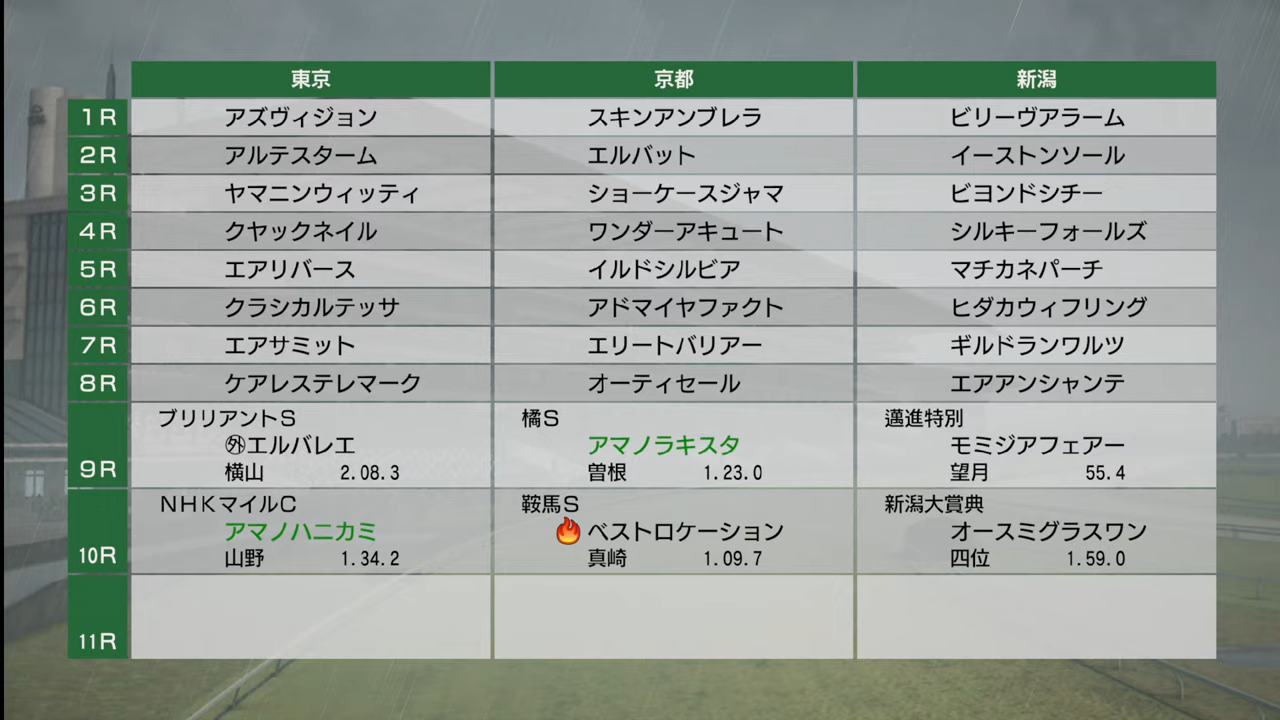 東京 京都 新潟
1R アズヴィジョン スキンアンブレラ ビリーヴアラーム
2R アルテスターム エルバット イーストンソール
3R ヤマニンウィッティ ショーケースジャマ ビヨンドシチー
4R クヤックネイル ワンダーアキュート シルキーフォールズ
5R エアリバース イルドシルビア マチカネパーチ
6R クラシカルテッサ アドマイヤファクト ヒダカウィフリング
7R エアサミット エリートバリアー ギルドランワルツ
8R ケアレステレマーク オーティセール エアアンシャンテ
ブリリアントS 橘S 邁進特別
㊕エルバレエ アマノラキスタ モミジアフェアー
9R 横山 2.08.3 曽根 1.23.0 望月 55.4
NHKマイルC 鞍馬S 新潟大賞典
アマノハニカミ ベストロケーション オースミグラスワン
10R 山野 1.34.2 真崎 1.09.7 四位 1.59.0
11R